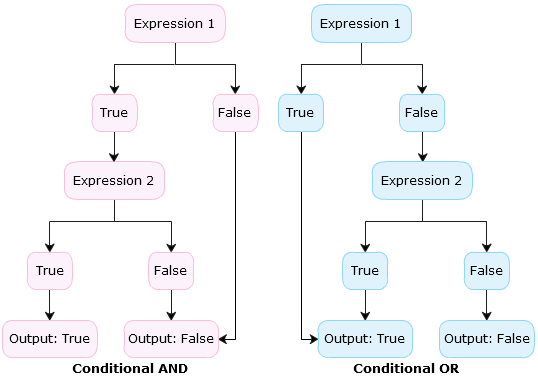 Expression 1
True
False
Expression 2
True
False
Output: True
Output: False
Conditional AND
Expression 1
True
False
Expression 2
True
False
Output: True
Output: False
Conditional OR